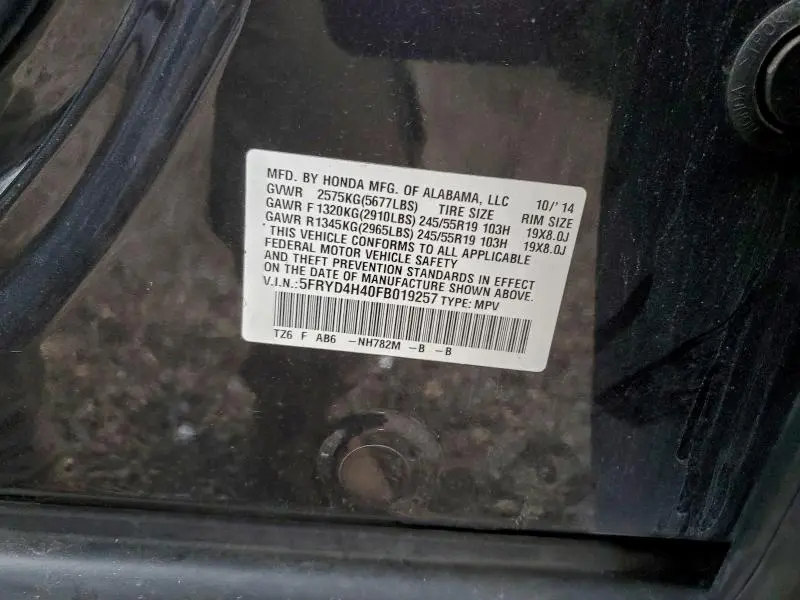 MFD. BY HONDA MFG. OF ALABAMA, LLC 10/'14
GVWR 2575KG(5677LBS) TIRE SIZE RIM SIZE
GAWR F 1320KG(2910LBS) 245/55R19 103H 19X8.0J
GAWR R1345KG(2965LBS) 245/55R19 103H 19X8.0J
THIS VEHICLE CONFORMS TO ALL APPLICABLE
FEDERAL MOTOR VEHICLE SAFETY
AND THEFT PREVENTION STANDARDS IN EFFECT
ON THE DATE OF MANUFACTURE SHOWN ABOVE.
V.I.N.:5FRYD4H40FB019257 TYPE: MPV
TZ6 F AB6 -NH782M -B -B